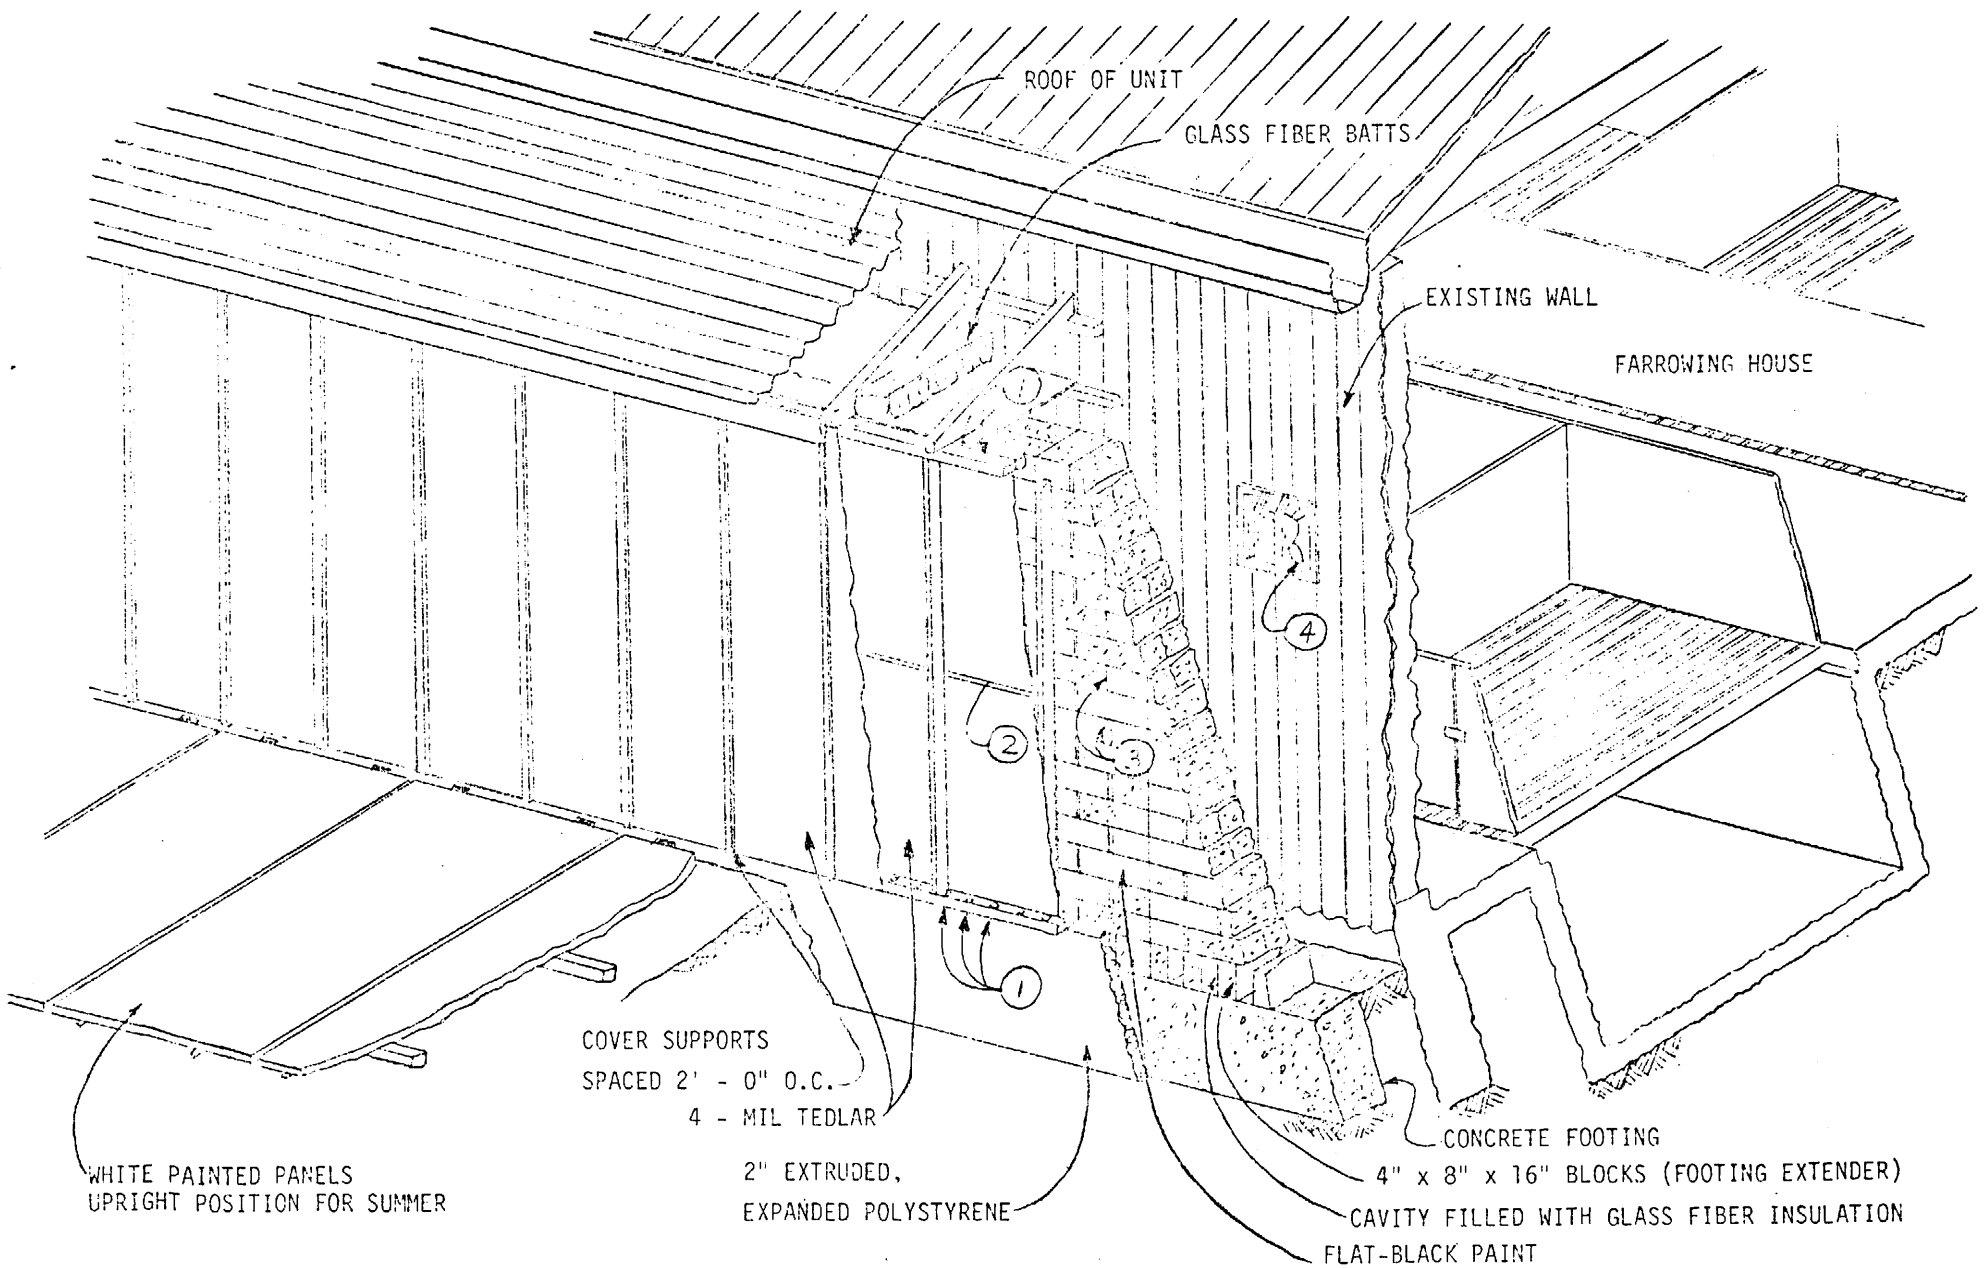 ROOF OF UNIT
GLASS FIBER BATTS
EXISTING WALL
FARROWING HOUSE
1
4
2
3
1
COVER SUPPORTS
SPACED 2' - 0" O.C.
4 - MIL TEDLAR
WHITE PAINTED PANELS
UPRIGHT POSITION FOR SUMMER
2" EXTRUDED,
EXPANDED POLYSTYRENE
CONCRETE FOOTING
4" x 8" x 16" BLOCKS (FOOTING EXTENDER)
CAVITY FILLED WITH GLASS FIBER INSULATION
FLAT-BLACK PAINT